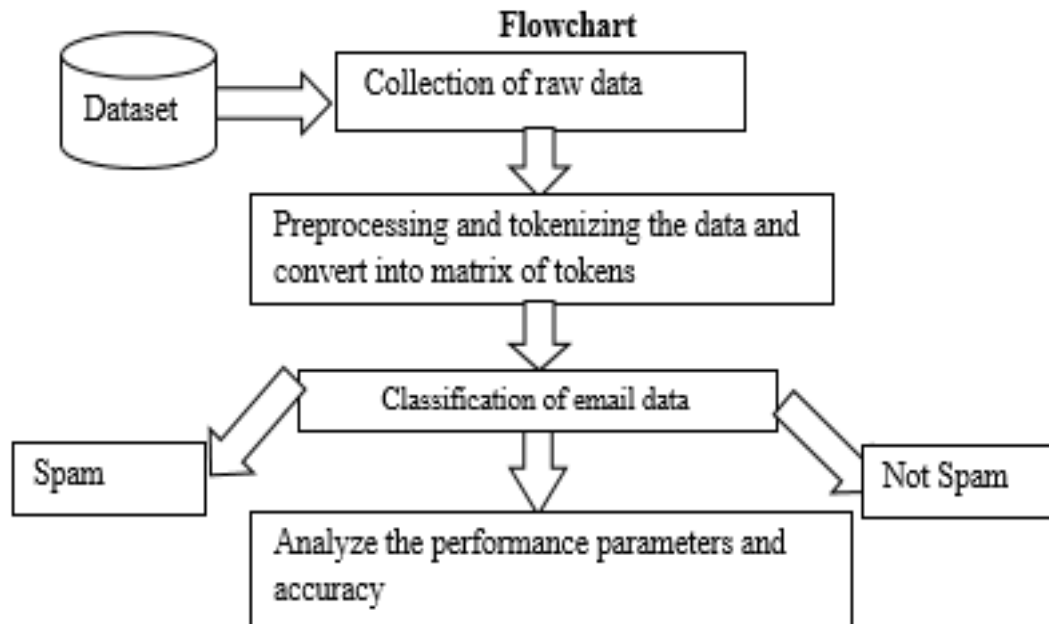 Flowchart
Dataset
Collection of raw data
Preprocessing and tokenizing the data and
convert into matrix of tokens
Classification of email data
Spam
Not Spam
Analyze the performance parameters and
accuracy